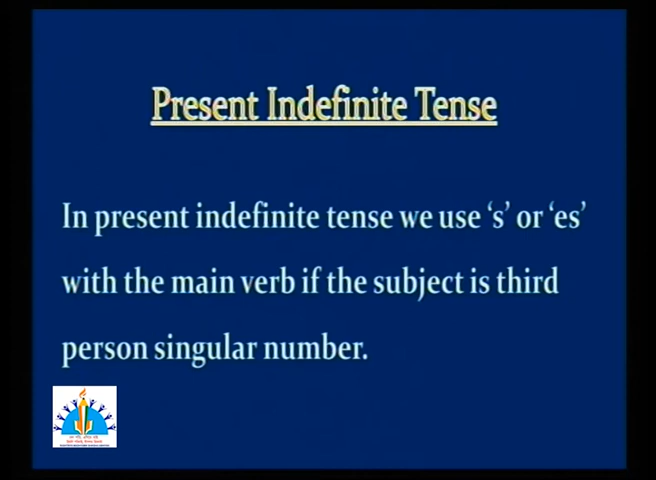 Present Indefinite Tense
In present indefinite tense we use ‘s’ or ‘es’
with the main verb if the subject is third
person singular number.